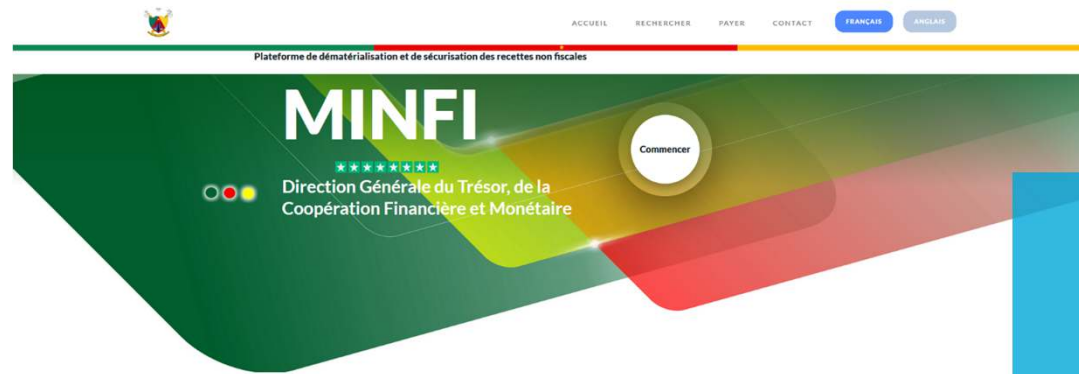 ACCUEIL RECHERCHER PAYER CONTACT FRANÇAIS ANGLAIS
Plateforme de dématérialisation et de sécurisation des recettes non fiscales
MINFI
Commencer
Direction Générale du Trésor, de la
Coopération Financière et Monétaire